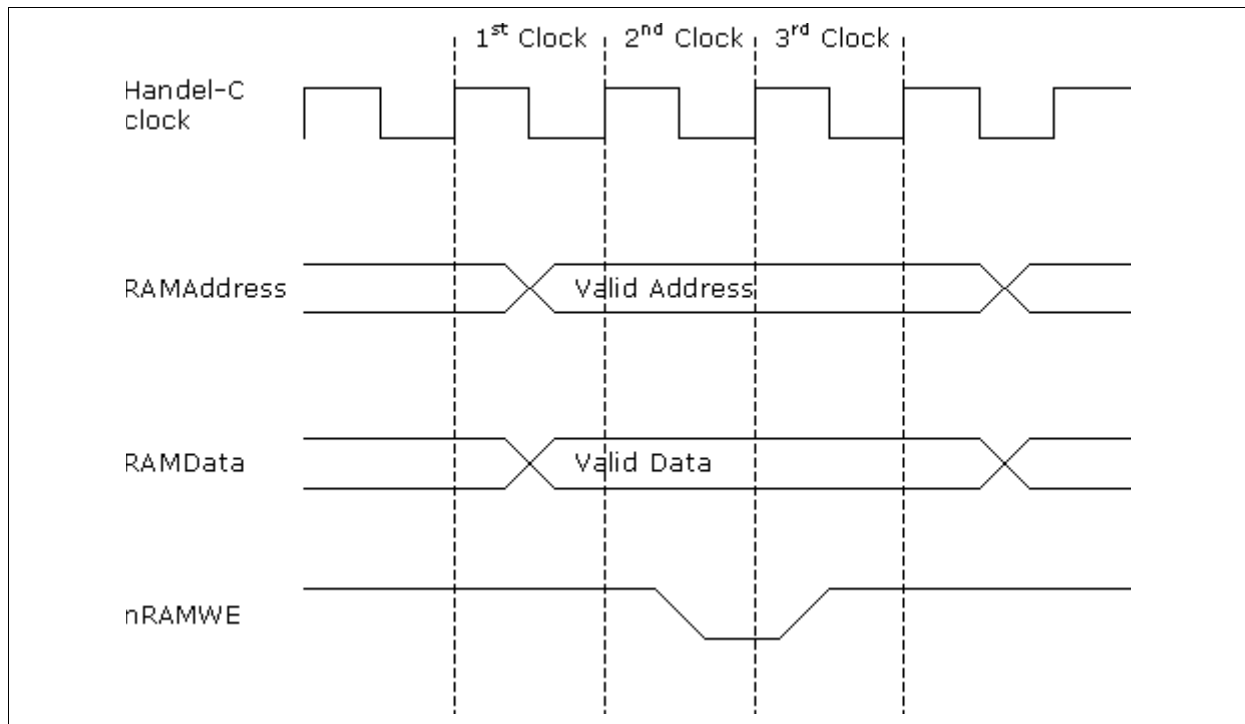 1st Clock 2nd Clock 3rd Clock
Handel-C
clock
RAMAddress
Valid Address
RAMData
Valid Data
nRAMWE